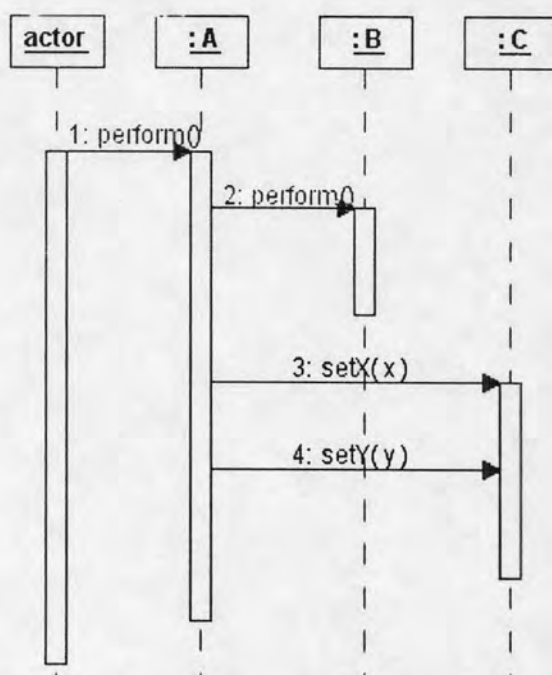 actor :A :B :C
1: perform()
2: perform()
3: setX(x)
4: setY(y)